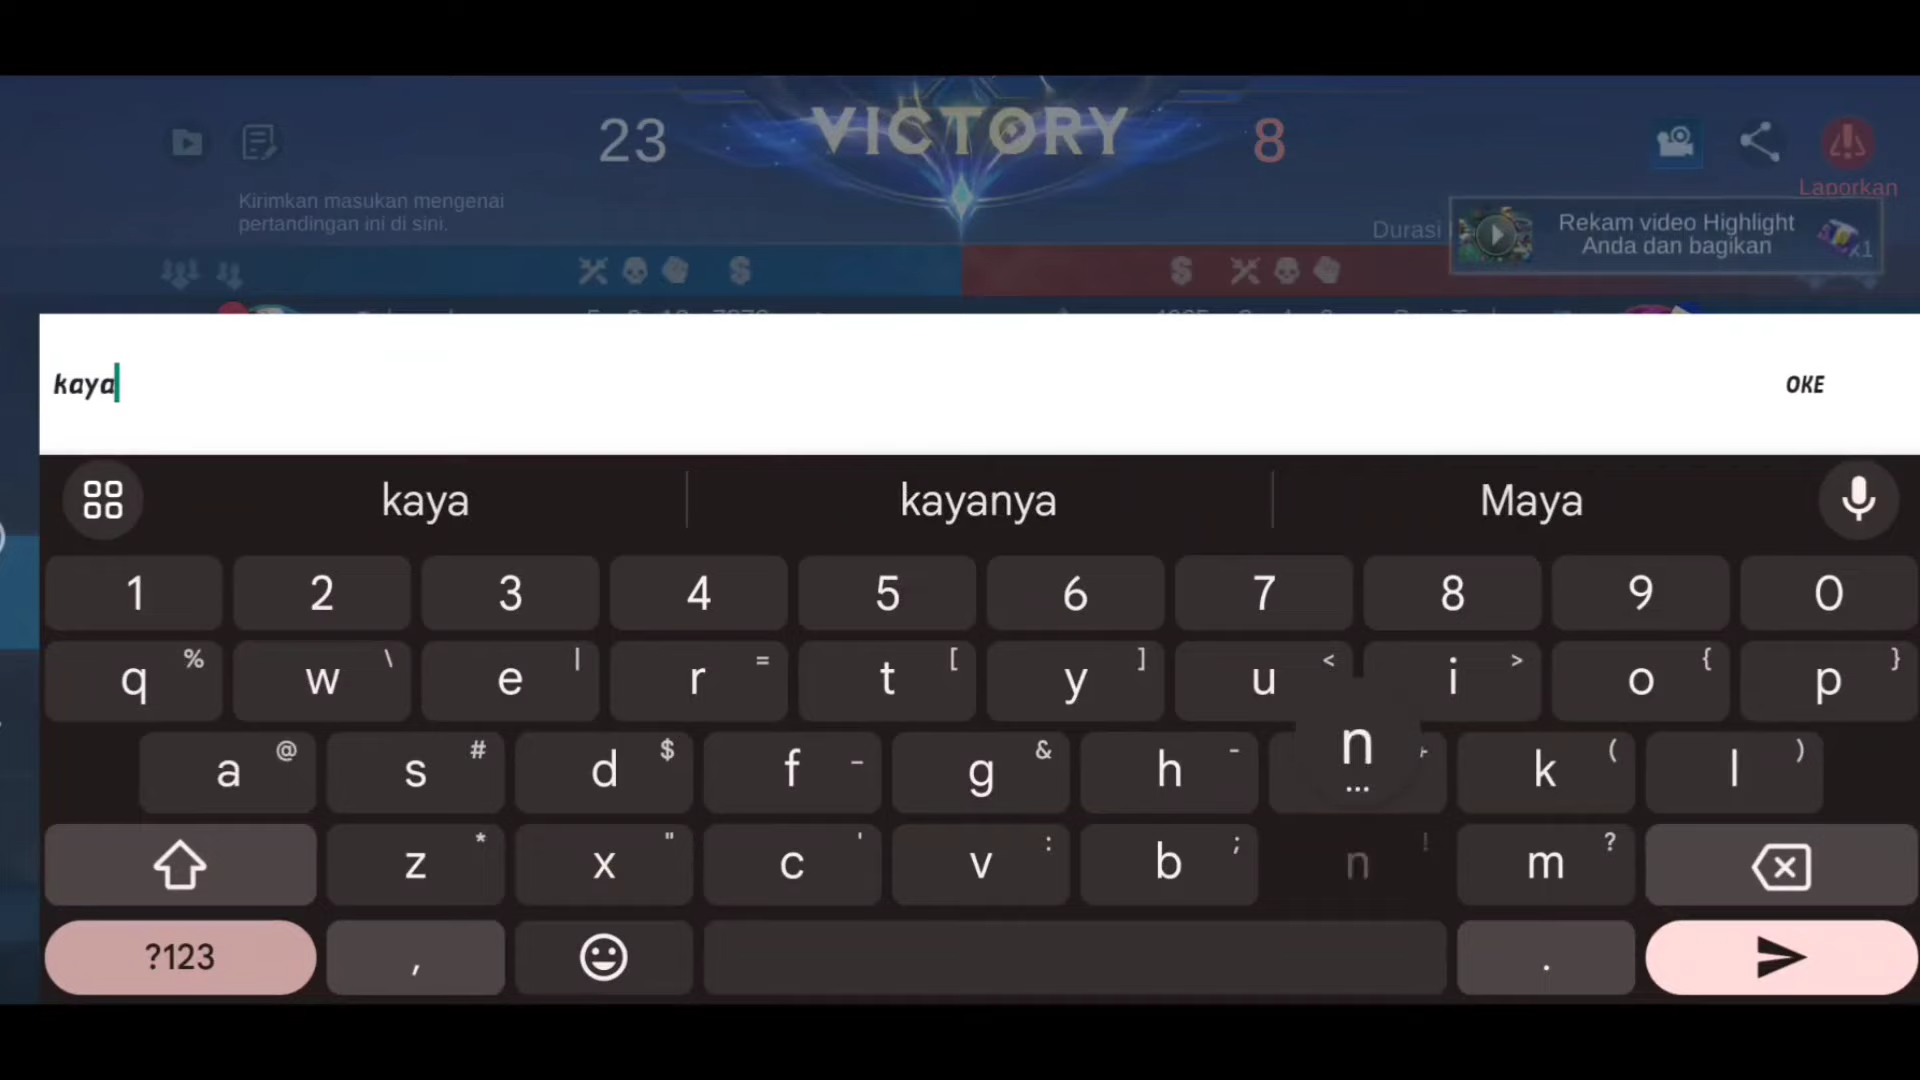 23 VICTORY 8
Laporkan
Kirimkan masukan mengenai
pertandingan ini di sini.
Durasi
Rekam video Highlight
Anda dan bagikan
x1
kaya OKE
kaya kayanya Maya
1 2 3 4 5 6 7 8 9 0
q % w \ e | r = t [ y ] u < i > o { p }
a @ s # d $ f _ g & h - n ... k ( l )
z * x " c ' v : b ; n ! m ?
?123 , .